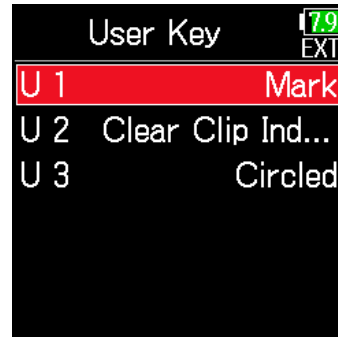 User Key 7.9
EXT
U 1 Mark
U 2 Clear Clip Ind...
U 3 Circled